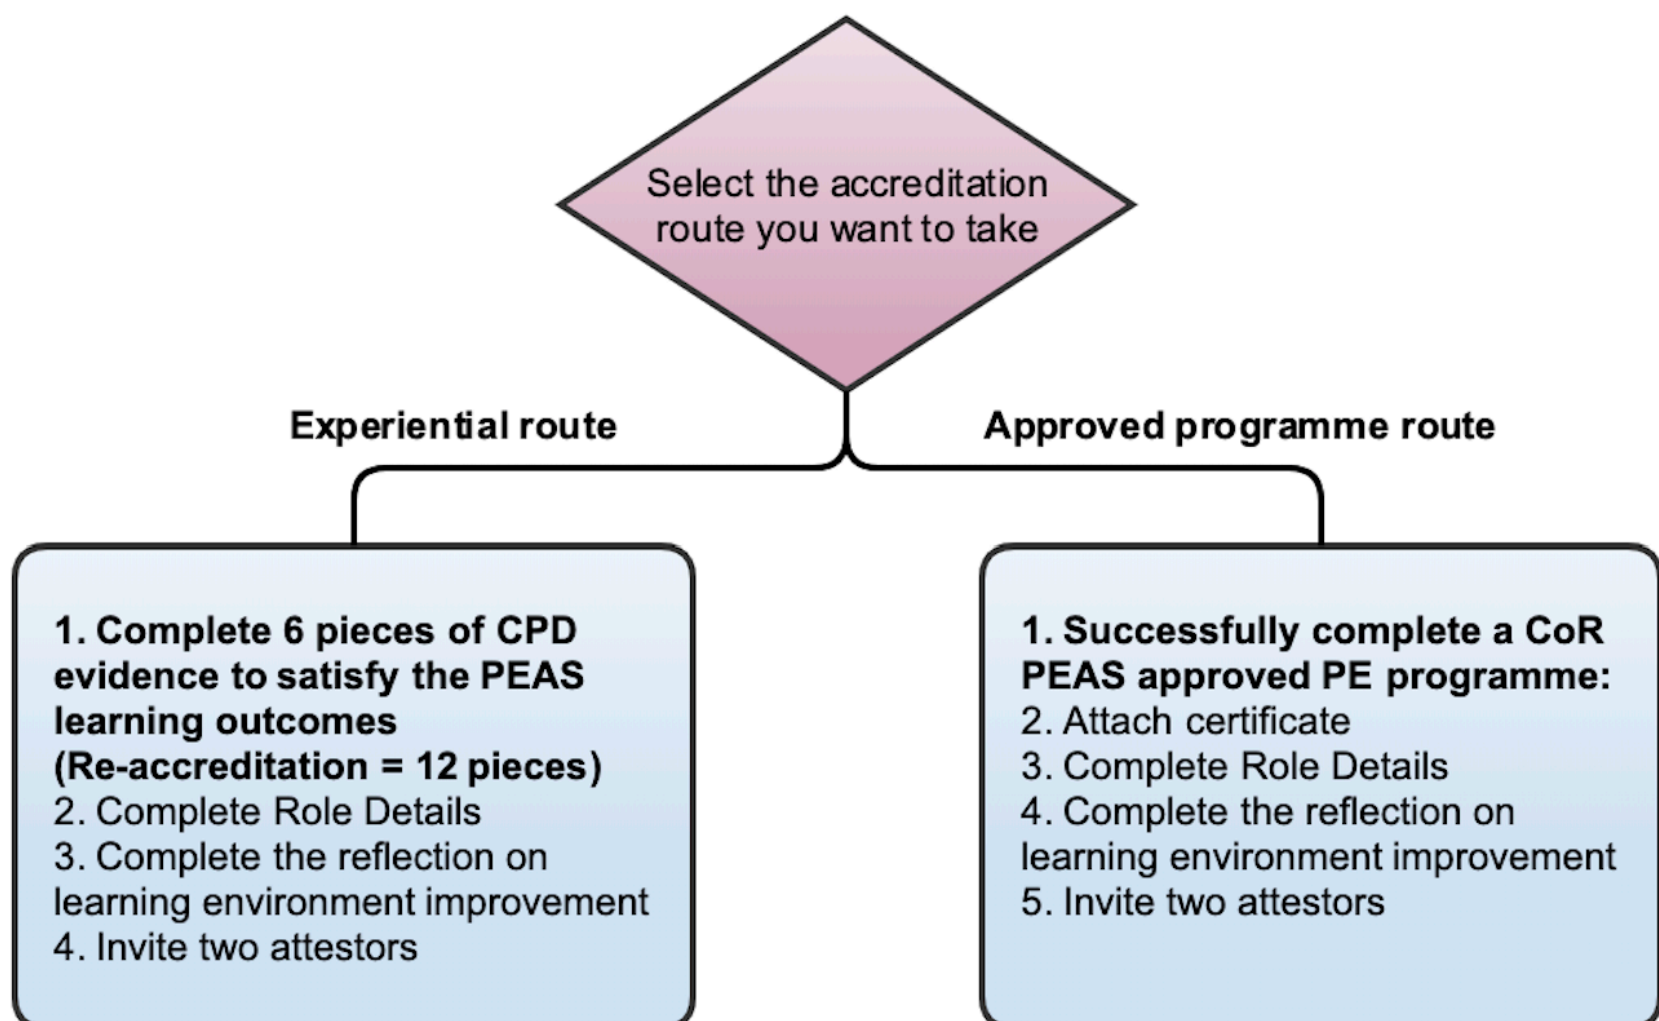 Select the accreditation
route you want to take
Experiential route
Approved programme route
1. Complete 6 pieces of CPD
evidence to satisfy the PEAS
learning outcomes
(Re-accreditation = 12 pieces)
2. Complete Role Details
3. Complete the reflection on
learning environment improvement
4. Invite two attestors
1. Successfully complete a CoR
PEAS approved PE programme:
2. Attach certificate
3. Complete Role Details
4. Complete the reflection on
learning environment improvement
5. Invite two attestors